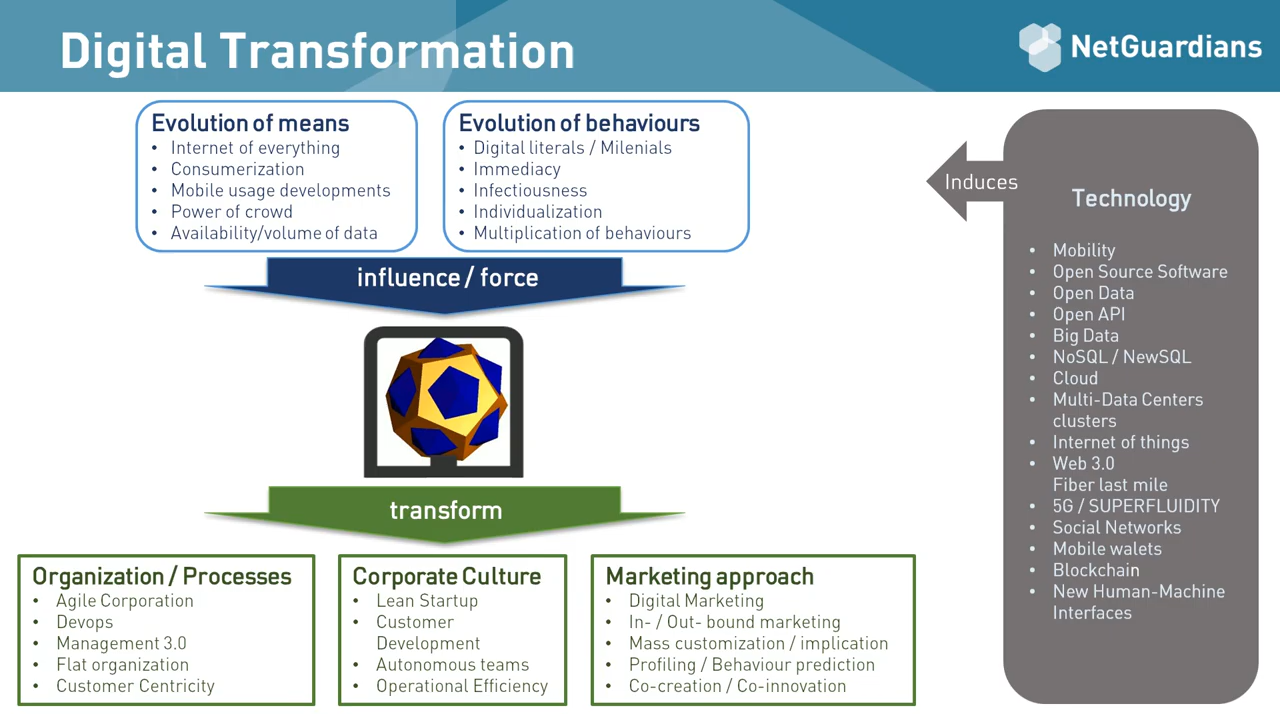 Digital Transformation
NetGuardians
Evolution of means
• Internet of everything
• Consumerization
• Mobile usage developments
• Power of crowd
• Availability/volume of data
Evolution of behaviours
• Digital literals / Milenials
• Immediacy
• Infectiousness
• Individualization
• Multiplication of behaviours
influence / force
transform
Organization / Processes
• Agile Corporation
• Devops
• Management 3.0
• Flat organization
• Customer Centricity
Corporate Culture
• Lean Startup
• Customer
Development
• Autonomous teams
• Operational Efficiency
Marketing approach
• Digital Marketing
• In- / Out- bound marketing
• Mass customization / implication
• Profiling / Behaviour prediction
• Co-creation / Co-innovation
Induces
Technology
• Mobility
• Open Source Software
• Open Data
• Open API
• Big Data
• NoSQL / NewSQL
• Cloud
• Multi-Data Centers
clusters
• Internet of things
• Web 3.0
Fiber last mile
• 5G / SUPERFLUIDITY
• Social Networks
• Mobile walets
• Blockchain
• New Human-Machine
Interfaces